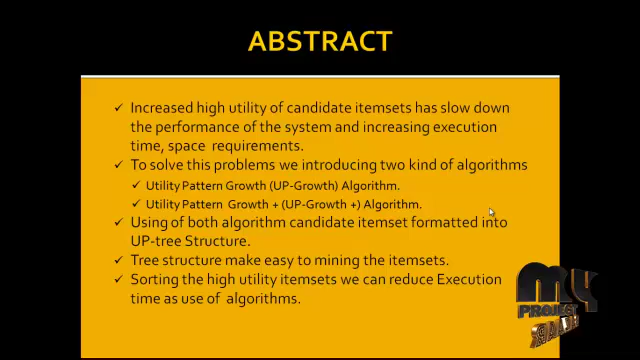 ABSTRACT
Increased high utility of candidate itemsets has slow down
the performance of the system and increasing execution
time, space requirements.
To solve this problems we introducing two kind of algorithms
Utility Pattern Growth (UP-Growth) Algorithm.
Utility Pattern Growth + (UP-Growth +) Algorithm.
Using of both algorithm candidate itemset formatted into
UP-tree Structure.
Tree structure make easy to mining the itemsets.
Sorting the high utility itemsets we can reduce Execution
time as use of algorithms.
MY
PROJECT